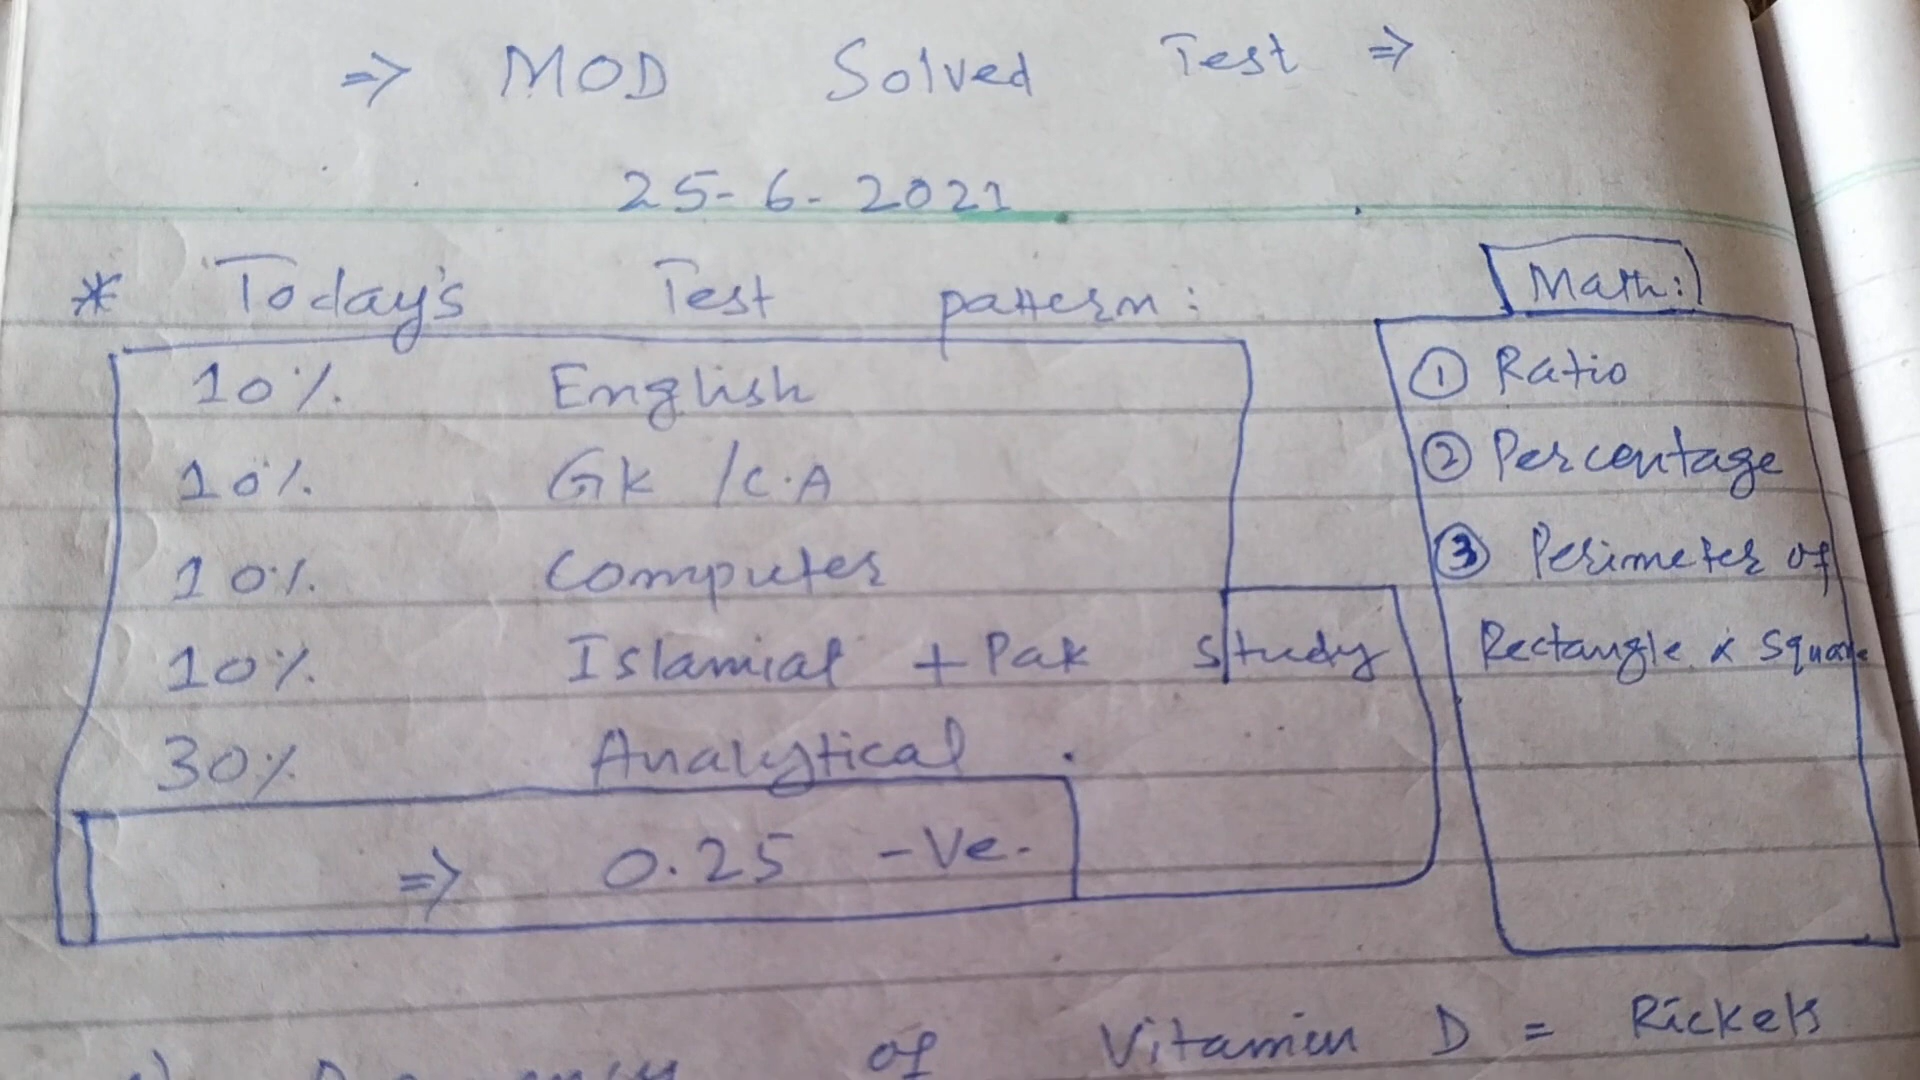 ⇒ MOD Solved Test ⇒
25-6-2021
* Today's Test pattern:
10% English
10% GK /C.A
10% Computer
10% Islamiat + Pak study
30% Analytical.
⇒ 0.25 -Ve.
Math:
① Ratio
② Percentage
③ Perimeter of
Rectangle & Square
of Vitamin D = Rickets